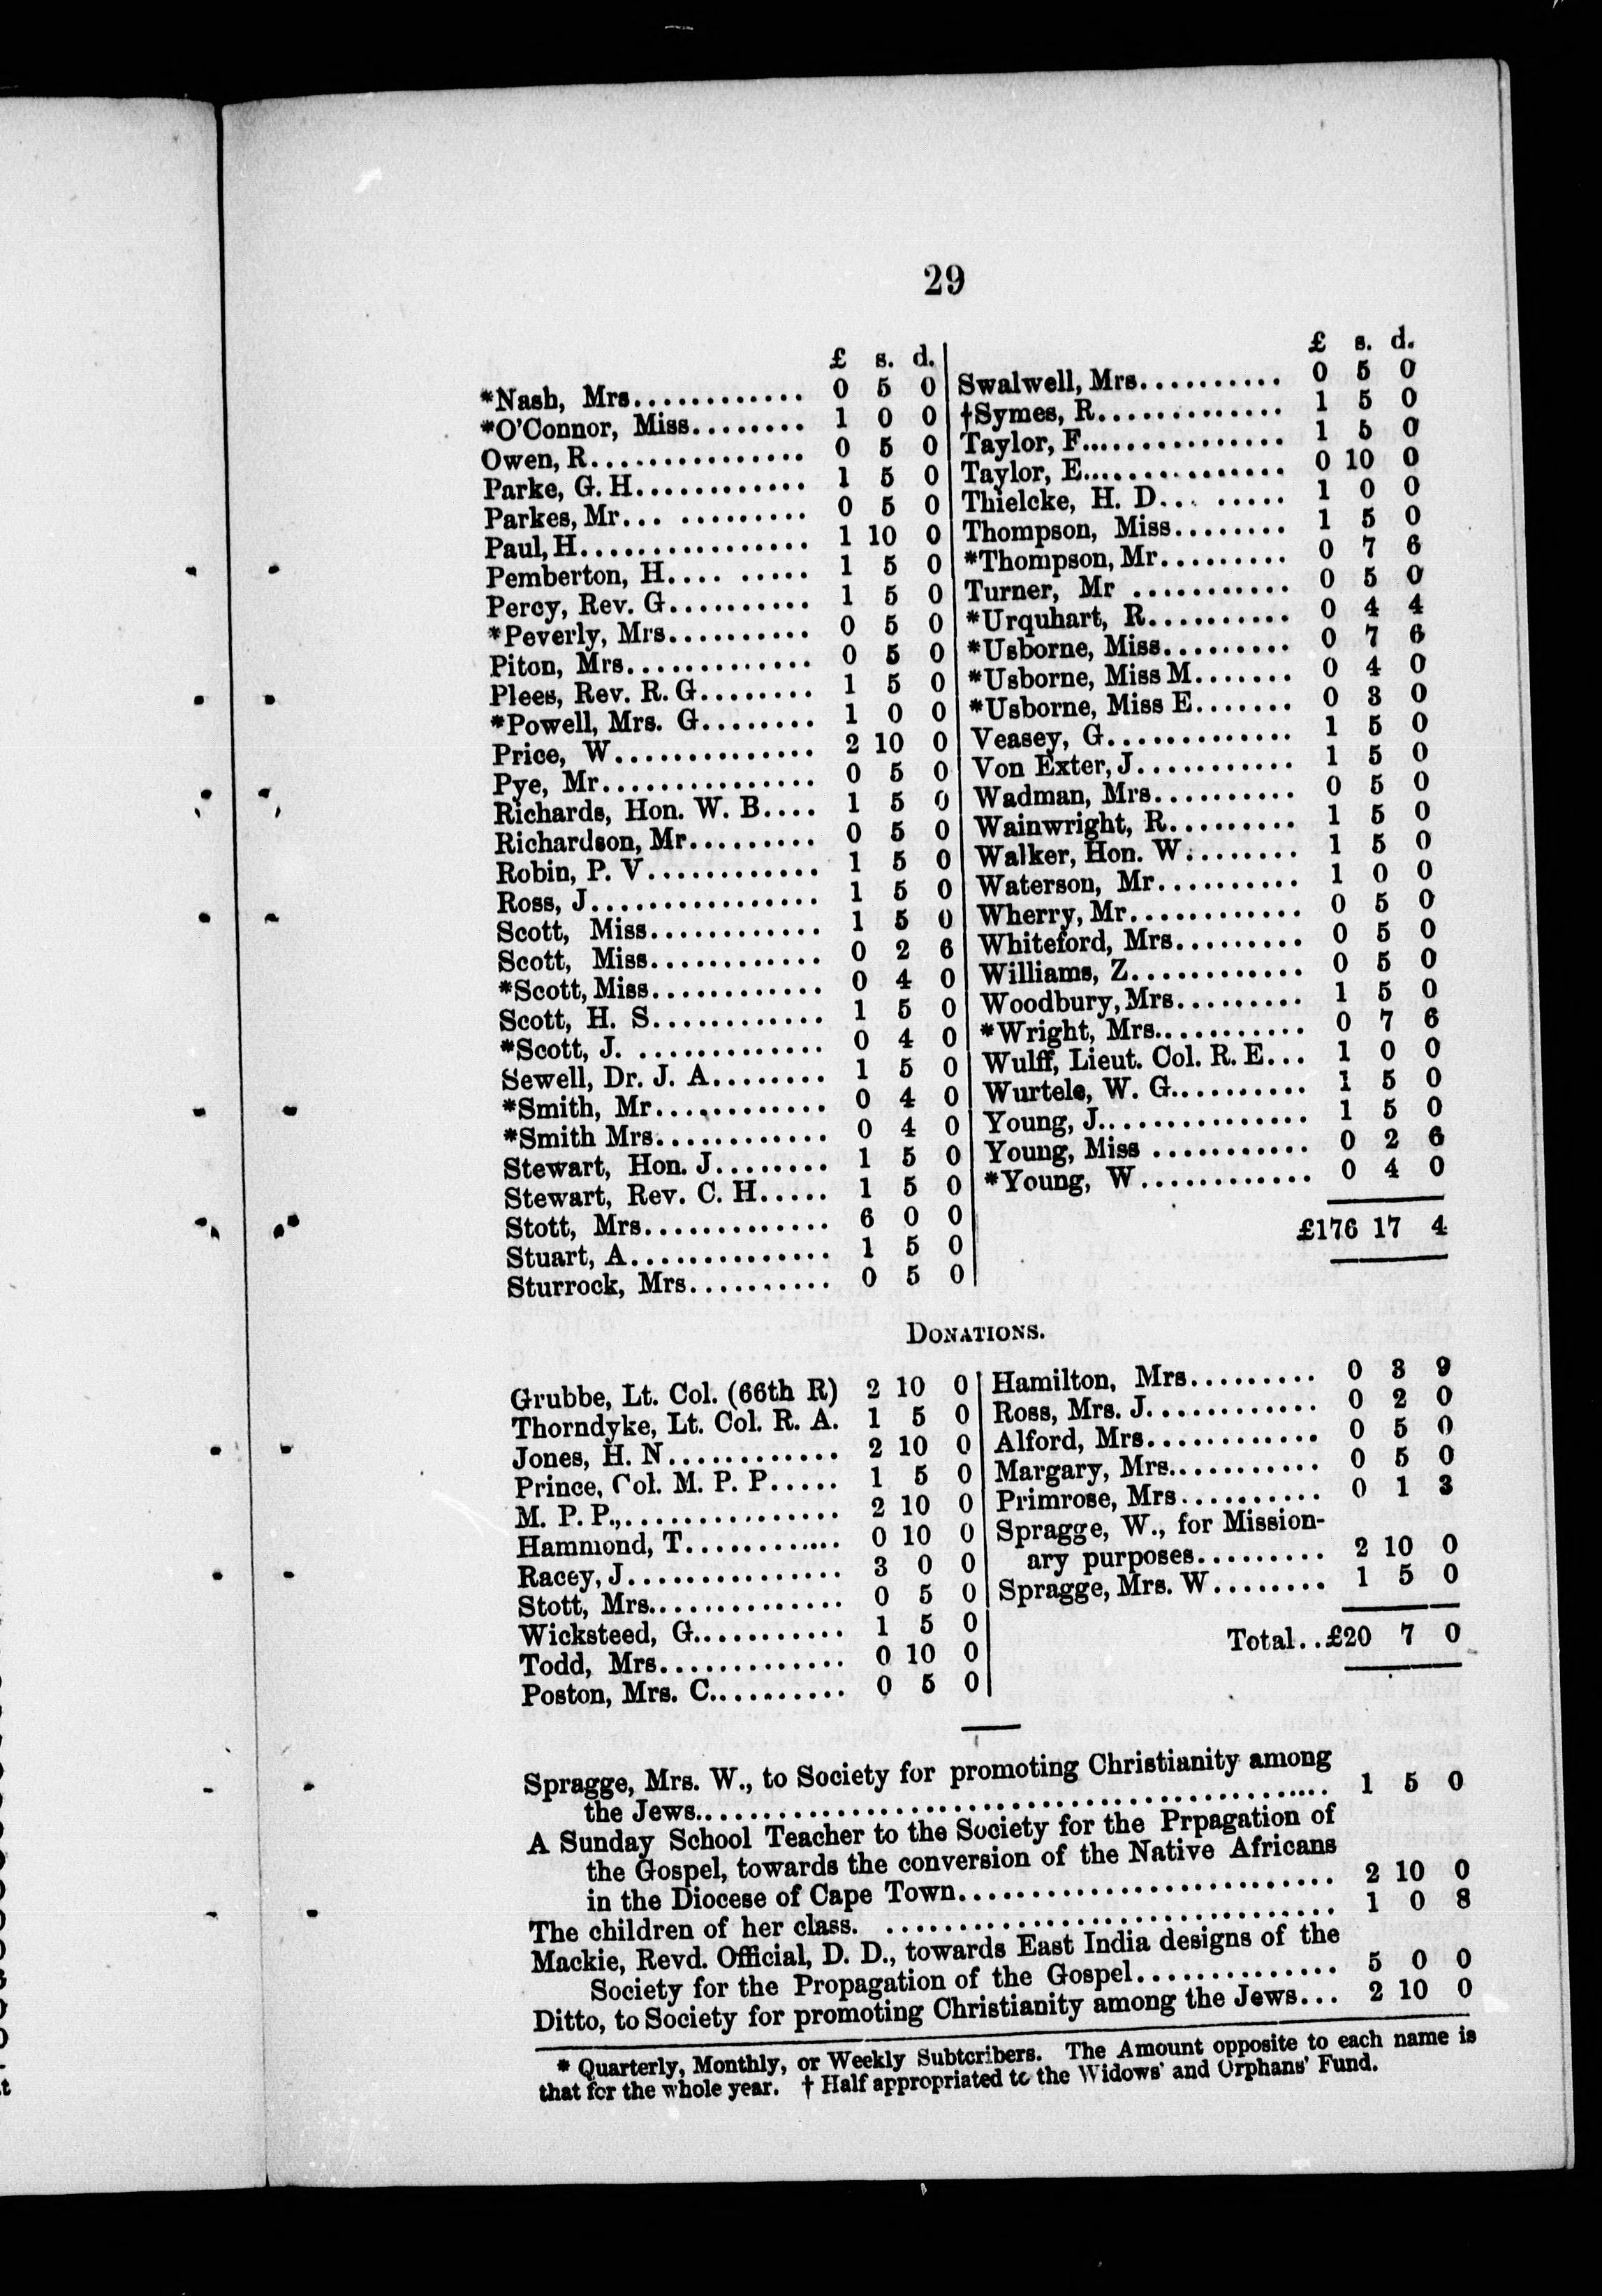 29
£ s. d.
*Nash, Mrs............ 0 5 0
*O'Connor, Miss........ 1 0 0
Owen, R............... 0 5 0
Parke, G. H............ 1 5 0
Parkes, Mr... ......... 0 5 0
Paul, H................ 1 10 0
Pemberton, H.... ..... 1 5 0
Percy, Rev. G.......... 1 5 0
*Peverly, Mrs.......... 0 5 0
Piton, Mrs............. 0 5 0
Plees, Rev. R. G........ 1 5 0
*Powell, Mrs. G........ 1 0 0
Price, W.............. 2 10 0
Pye, Mr............... 0 5 0
Richards, Hon. W. B.... 1 5 0
Richardson, Mr......... 0 5 0
Robin, P. V............ 1 5 0
Ross, J................ 1 5 0
Scott, Miss............ 1 5 0
Scott, Miss............ 0 2 6
*Scott, Miss............ 0 4 0
Scott, H. S............ 1 5 0
*Scott, J. ............. 0 4 0
Sewell, Dr. J. A........ 1 5 0
*Smith, Mr............ 0 4 0
*Smith Mrs............ 0 4 0
Stewart, Hon. J........ 1 5 0
Stewart, Rev. C. H..... 1 5 0
Stott, Mrs............. 6 0 0
Stuart, A.............. 1 5 0
Sturrock, Mrs.......... 0 5 0
£ s. d.
Swalwell, Mrs.......... 0 5 0
†Symes, R............. 1 5 0
Taylor, F.............. 1 5 0
Taylor, E.............. 0 10 0
Thielcke, H. D... ..... 1 0 0
Thompson, Miss........ 1 5 0
*Thompson, Mr......... 0 7 6
Turner, Mr ........... 0 5 0
*Urquhart, R.......... 0 4 4
*Usborne, Miss......... 0 7 6
*Usborne, Miss M....... 0 4 0
*Usborne, Miss E....... 0 3 0
Veasey, G............. 1 5 0
Von Exter, J........... 1 5 0
Wadman, Mrs.......... 0 5 0
Wainwright, R......... 1 5 0
Walker, Hon. W........ 1 5 0
Waterson, Mr.......... 1 0 0
Wherry, Mr............ 0 5 0
Whiteford, Mrs......... 0 5 0
Williams, Z............ 0 5 0
Woodbury, Mrs......... 1 5 0
*Wright, Mrs........... 0 7 6
Wulff, Lieut. Col. R. E... 1 0 0
Wurtele, W. G.......... 1 5 0
Young, J............... 1 5 0
Young, Miss ........... 0 2 6
*Young, W............ 0 4 0
£176 17 4
DONATIONS.
Grubbe, Lt. Col. (66th R) 2 10 0
Thorndyke, Lt. Col. R. A. 1 5 0
Jones, H. N............ 2 10 0
Prince, Col. M. P. P..... 1 5 0
M. P. P.,............... 2 10 0
Hammond, T........... 0 10 0
Racey, J............... 3 0 0
Stott, Mrs.............. 0 5 0
Wicksteed, G........... 1 5 0
Todd, Mrs............. 0 10 0
Poston, Mrs. C.......... 0 5 0
Hamilton, Mrs......... 0 3 9
Ross, Mrs. J............ 0 2 0
Alford, Mrs............ 0 5 0
Margary, Mrs........... 0 5 0
Primrose, Mrs.......... 0 1 3
Spragge, W., for Mission-
ary purposes......... 2 10 0
Spragge, Mrs. W........ 1 5 0
Total..£20 7 0
Spragge, Mrs. W., to Society for promoting Christianity among
the Jews............................................. 1 5 0
A Sunday School Teacher to the Society for the Prpagation of
the Gospel, towards the conversion of the Native Africans
in the Diocese of Cape Town.......................... 2 10 0
The children of her class. ............................... 1 0 8
Mackie, Revd. Official, D. D., towards East India designs of the
Society for the Propagation of the Gospel.............. 5 0 0
Ditto, to Society for promoting Christianity among the Jews... 2 10 0
* Quarterly, Monthly, or Weekly Subtcribers. The Amount opposite to each name is
that for the whole year. † Half appropriated to the Widows' and Orphans' Fund.